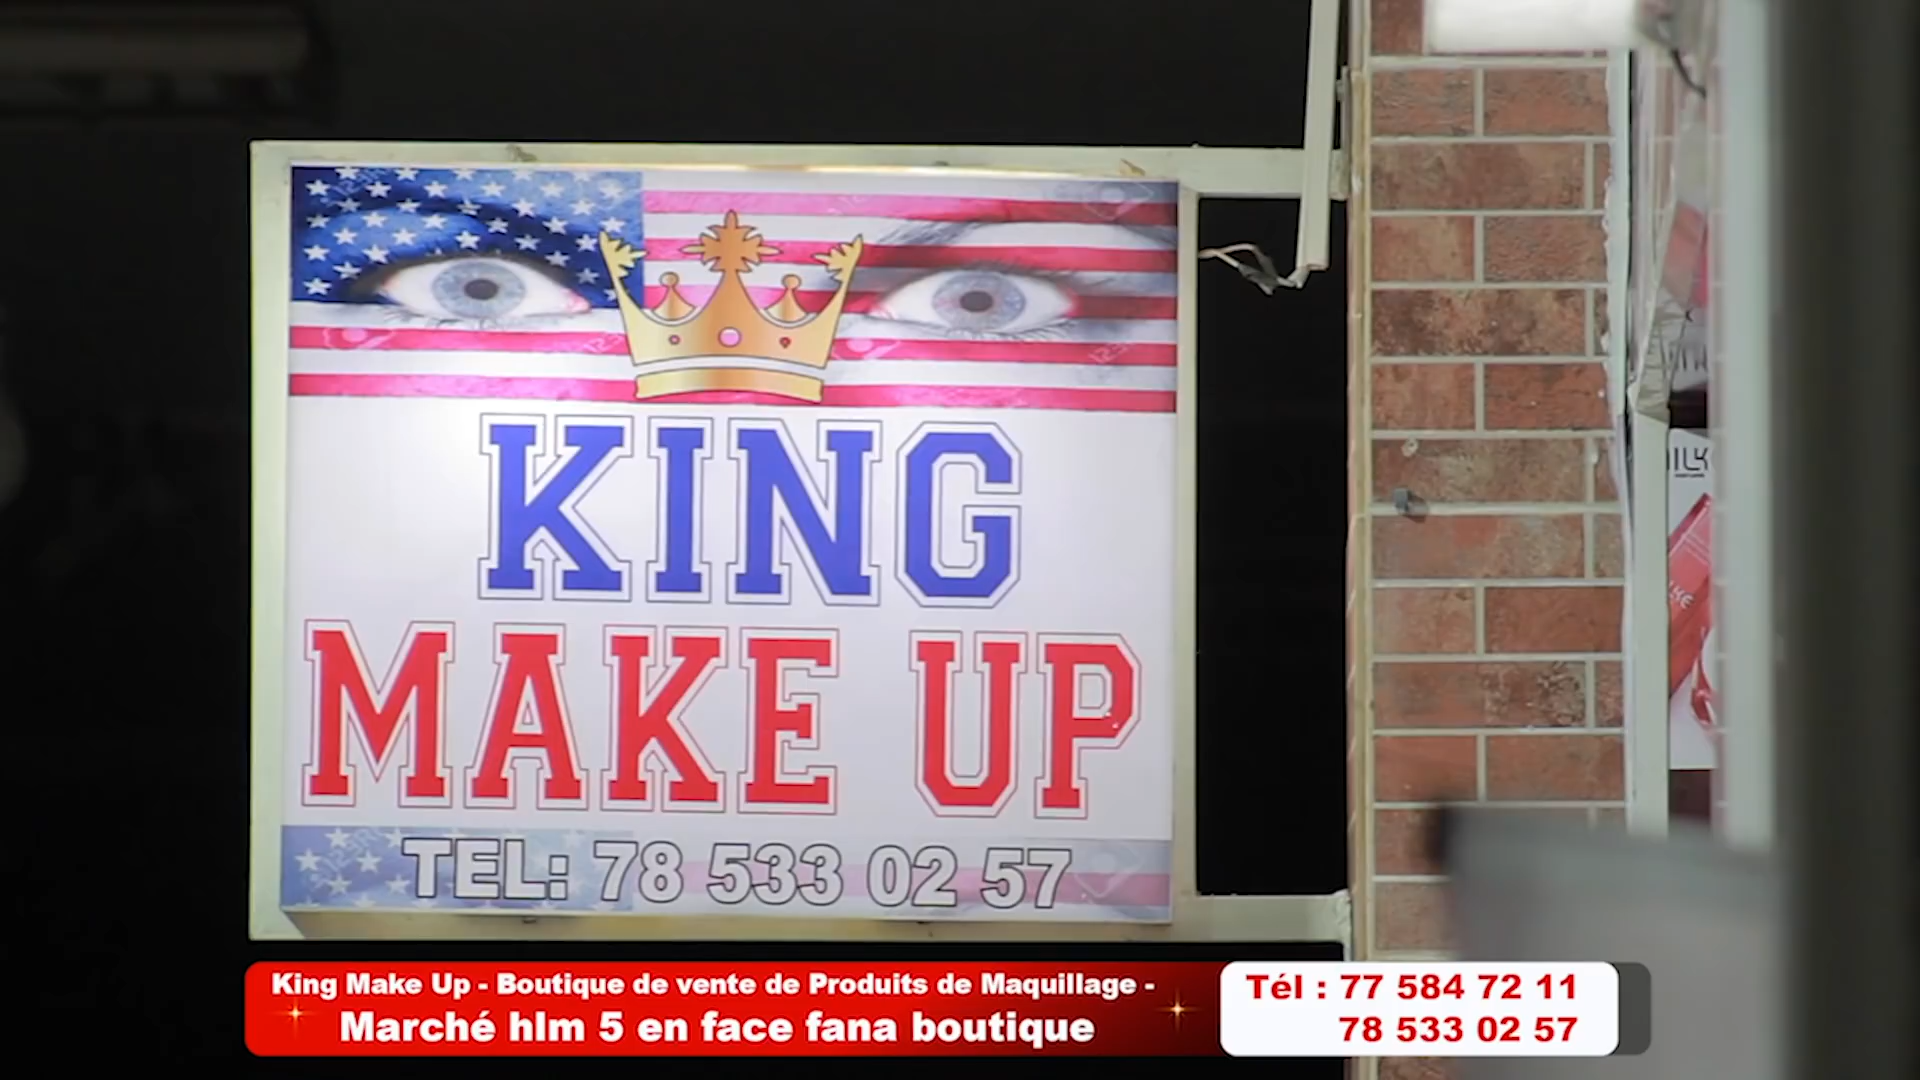 KING
MAKE UP
TEL: 78 533 02 57
King Make Up - Boutique de vente de Produits de Maquillage -
Marché hlm 5 en face fana boutique
Tél : 77 584 72 11
78 533 02 57